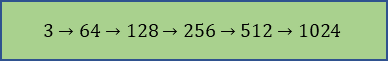 3 → 64 → 128 → 256 → 512 → 1024